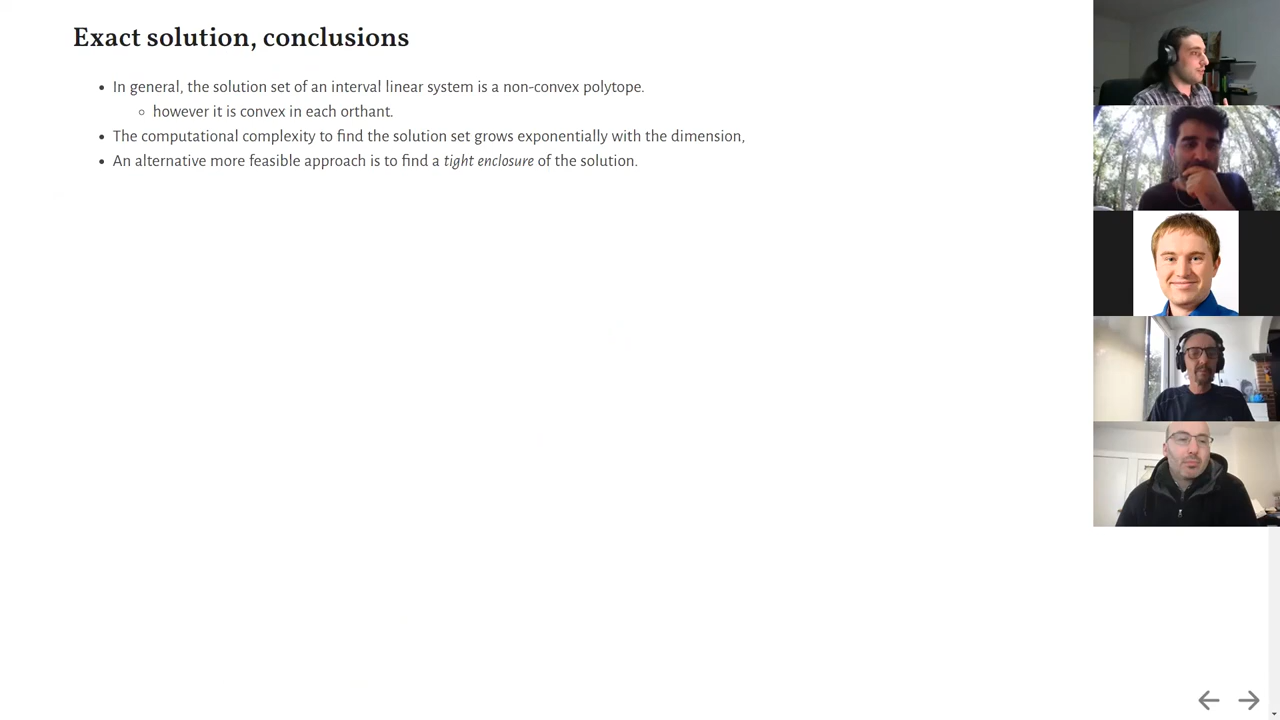 Exact solution, conclusions
• In general, the solution set of an interval linear system is a non-convex polytope.
◦ however it is convex in each orthant.
• The computational complexity to find the solution set grows exponentially with the dimension,
• An alternative more feasible approach is to find a tight enclosure of the solution.